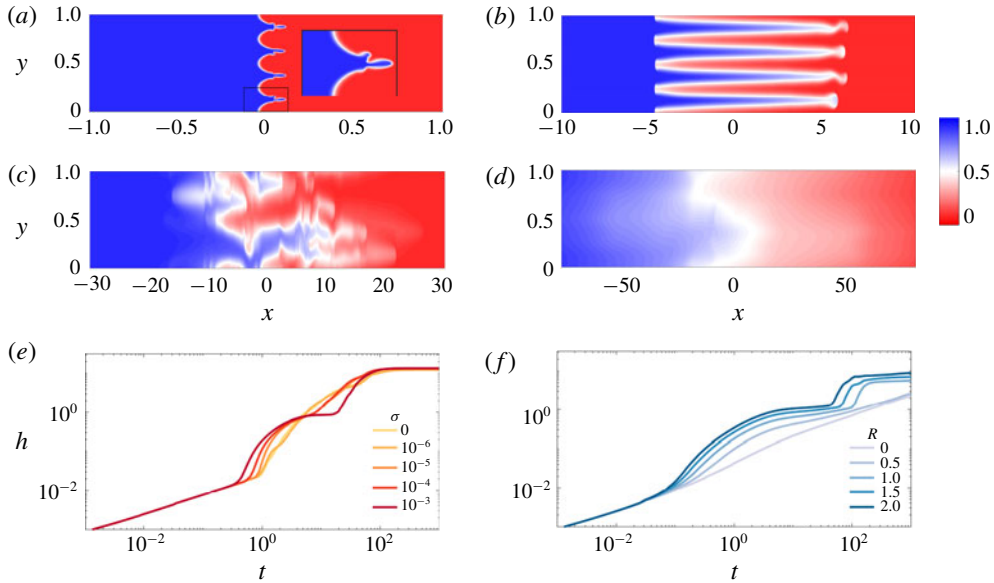 (a)
1.0
y 0.5
0
−1.0 −0.5 0 0.5 1.0
(b)
1.0
0.5
0
−10 −5 0 5 10
(c)
1.0
y 0.5
0
−30 −20 −10 0 10 20 30
x
(d)
1.0
0.5
0
−50 0 50
x
1.0
0.5
0
(e)
h
10^0
10^−2
10^−2 10^0 10^2
t
σ
0
10^−6
10^−5
10^−4
10^−3
(f)
10^0
10^−2
10^−2 10^0 10^2
t
R
0
0.5
1.0
1.5
2.0